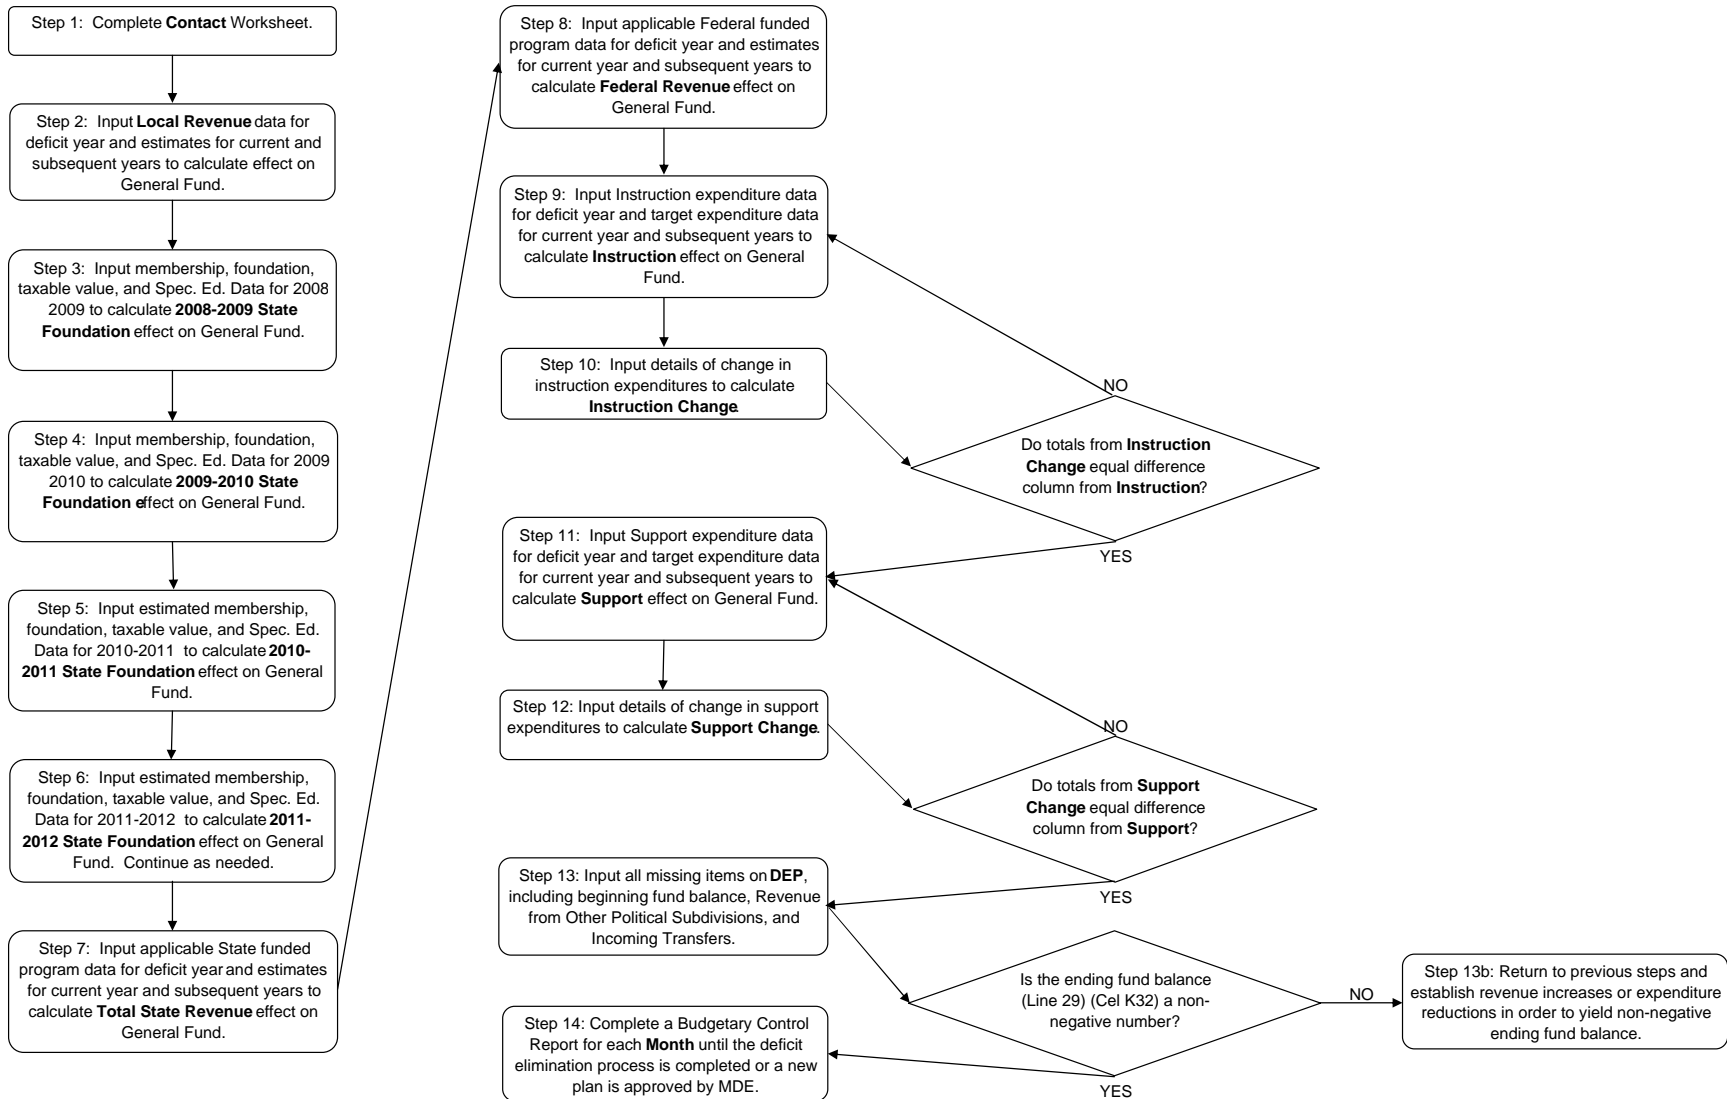 Step 1: Complete Contact Worksheet.
Step 2: Input Local Revenue data for
deficit year and estimates for current and
subsequent years to calculate effect on
General Fund.
Step 3: Input membership, foundation,
taxable value, and Spec. Ed. Data for 2008
2009 to calculate 2008-2009 State
Foundation effect on General Fund.
Step 4: Input membership, foundation,
taxable value, and Spec. Ed. Data for 2009
2010 to calculate 2009-2010 State
Foundation effect on General Fund.
Step 5: Input estimated membership,
foundation, taxable value, and Spec. Ed.
Data for 2010-2011 to calculate 2010-
2011 State Foundation effect on General
Fund.
Step 6: Input estimated membership,
foundation, taxable value, and Spec. Ed.
Data for 2011-2012 to calculate 2011-
2012 State Foundation effect on General
Fund. Continue as needed.
Step 7: Input applicable State funded
program data for deficit year and estimates
for current year and subsequent years to
calculate Total State Revenue effect on
General Fund.
Step 8: Input applicable Federal funded
program data for deficit year and estimates
for current year and subsequent years to
calculate Federal Revenue effect on
General Fund.
Step 9: Input Instruction expenditure data
for deficit year and target expenditure data
for current year and subsequent years to
calculate Instruction effect on General
Fund.
Step 10: Input details of change in
instruction expenditures to calculate
Instruction Change.
NO
Do totals from Instruction
Change equal difference
column from Instruction?
YES
Step 11: Input Support expenditure data
for deficit year and target expenditure data
for current year and subsequent years to
calculate Support effect on General Fund.
Step 12: Input details of change in support
expenditures to calculate Support Change.
NO
Do totals from Support
Change equal difference
column from Support?
YES
Step 13: Input all missing items on DEP,
including beginning fund balance, Revenue
from Other Political Subdivisions, and
Incoming Transfers.
Is the ending fund balance
(Line 29) (Cel K32) a non-
negative number?
NO
Step 13b: Return to previous steps and
establish revenue increases or expenditure
reductions in order to yield non-negative
ending fund balance.
YES
Step 14: Complete a Budgetary Control
Report for each Month until the deficit
elimination process is completed or a new
plan is approved by MDE.